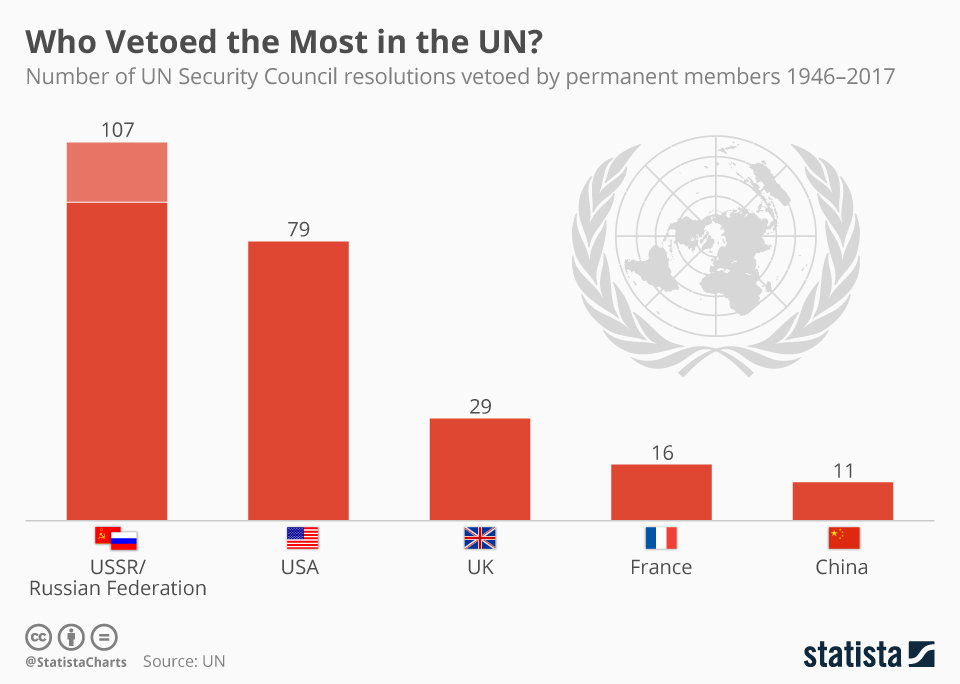 Who Vetoed the Most in the UN?
Number of UN Security Council resolutions vetoed by permanent members 1946–2017
107
79
29
16
11
USSR/
Russian Federation
USA
UK
France
China
cc
=
@StatistaCharts Source: UN
statista